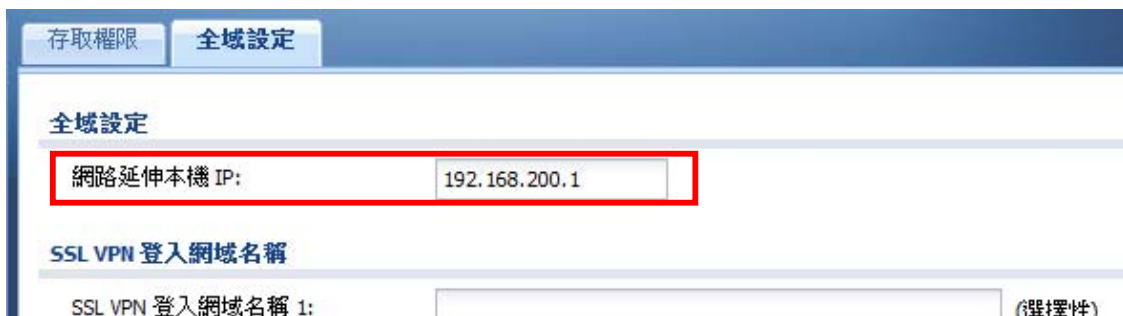 存取權限 全域設定
全域設定
網路延伸本機 IP: 192.168.200.1
SSL VPN 登入網域名稱
SSL VPN 登入網域名稱 1: (選擇性)